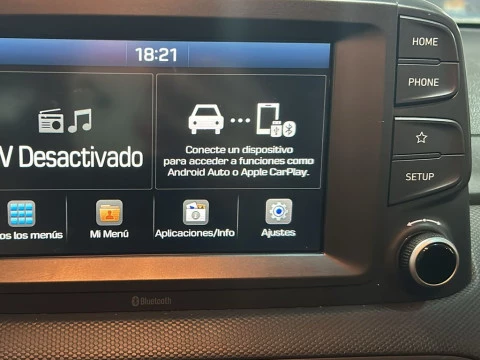 18:21
HOME
PHONE
V Desactivado
Conecte un dispositivo
para acceder a funciones como
Android Auto o Apple CarPlay.
SETUP
os los menús
Mi Menú
Aplicaciones/Info
Ajustes
Bluetooth